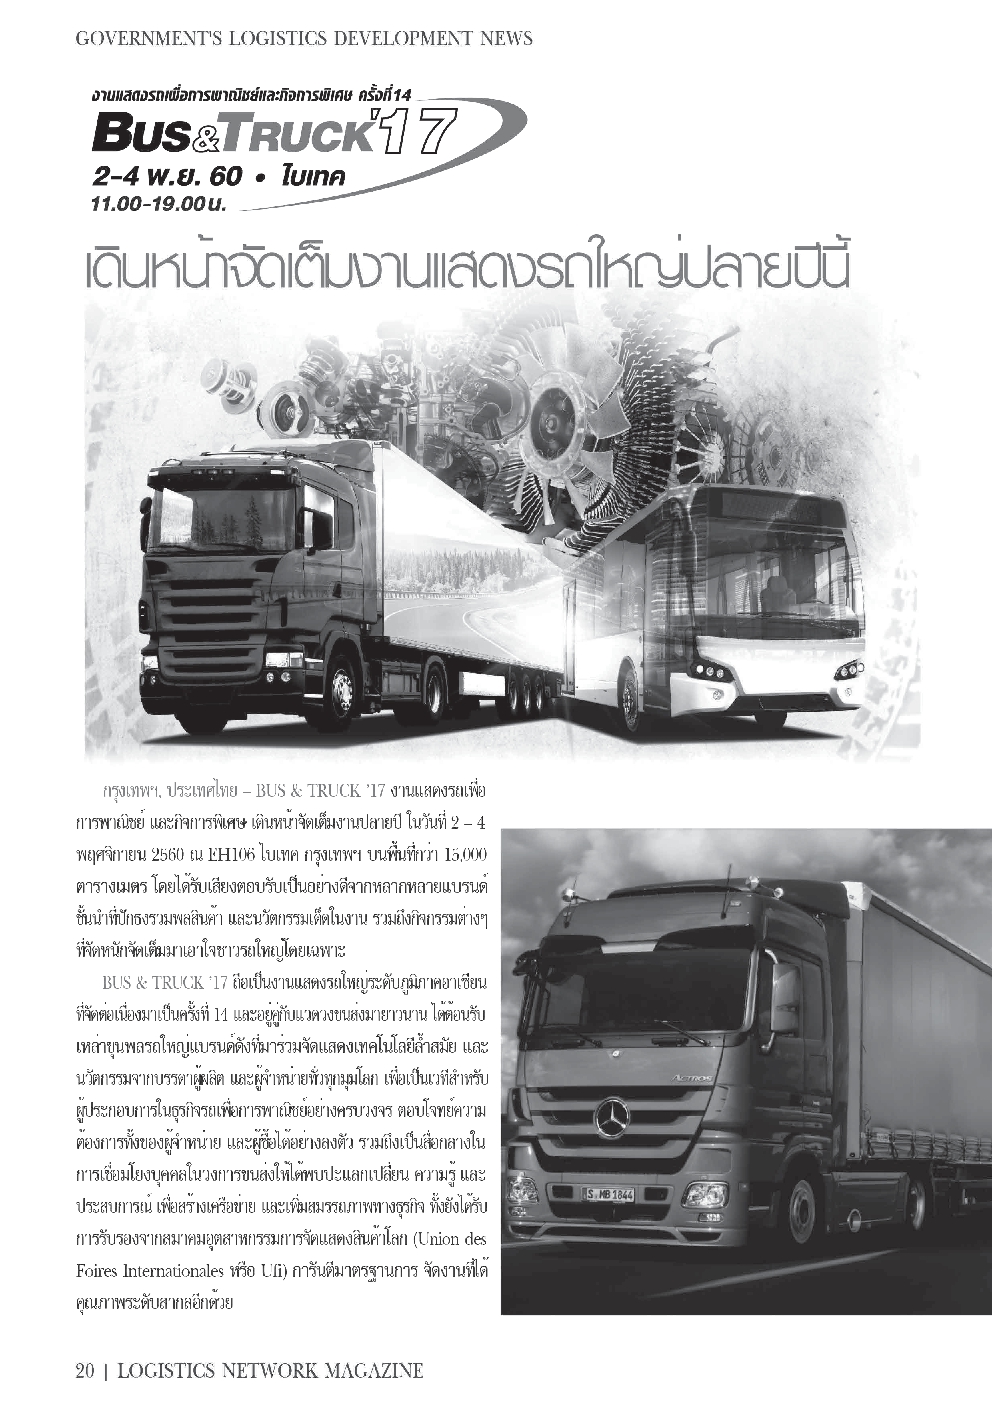 GOVERNMENT'S LOGISTICS DEVELOPMENT NEWS
งานแสดงรถเพื่อการพาณิชย์และกิจการพิเศษ ครั้งที่14
BUS&TRUCK'17
2-4 พ.ย. 60 • ไบเทค
11.00-19.00น.
เดินหน้าจัดเต็มงานแสดงรถใหญ่ปลายปีนี้
กรุงเทพฯ, ประเทศไทย – BUS & TRUCK '17 งานแสดงรถเพื่อ
การพาณิชย์ และกิจการพิเศษ เดินหน้าจัดเต็มงานปลายปี ในวันที่ 2 – 4
พฤศจิกายน 2560 ณ EH106 ไบเทค กรุงเทพฯ บนพื้นที่กว่า 15,000
ตารางเมตร โดยได้รับเสียงตอบรับเป็นอย่างดีจากหลากหลายแบรนด์
ชั้นนำที่ปักธงรวมพลสินค้า และนวัตกรรมเด็ดในงาน รวมถึงกิจกรรมต่างๆ
ที่จัดหนักจัดเต็มมาเอาใจชาวรถใหญ่โดยเฉพาะ
BUS & TRUCK '17 ถือเป็นงานแสดงรถใหญ่ระดับภูมิภาคอาเซียน
ที่จัดต่อเนื่องมาเป็นครั้งที่ 14 และอยู่คู่กับแวดวงขนส่งมายาวนาน ได้ต้อนรับ
เหล่าขุนพลรถใหญ่แบรนด์ดังที่มาร่วมจัดแสดงเทคโนโลยีล้ำสมัย และ
นวัตกรรมจากบรรดาผู้ผลิต และผู้จำหน่ายทั่วทุกมุมโลก เพื่อเป็นเวทีสำหรับ
ผู้ประกอบการในธุรกิจรถเพื่อการพาณิชย์อย่างครบวงจร ตอบโจทย์ความ
ต้องการทั้งของผู้จำหน่าย และผู้ซื้อได้อย่างลงตัว รวมถึงเป็นสื่อกลางใน
การเชื่อมโยงบุคคลในวงการขนส่งให้ได้พบปะแลกเปลี่ยน ความรู้ และ
ประสบการณ์ เพื่อสร้างเครือข่าย และเพิ่มสมรรถภาพทางธุรกิจ ทั้งยังได้รับ
การรับรองจากสมาคมอุตสาหกรรมการจัดแสดงสินค้าโลก (Union des
Foires Internationales หรือ Ufi) การันตีมาตรฐานการ จัดงานที่ได้
คุณภาพระดับสากลอีกด้วย
ACTROS
S MB 1844
20 | LOGISTICS NETWORK MAGAZINE